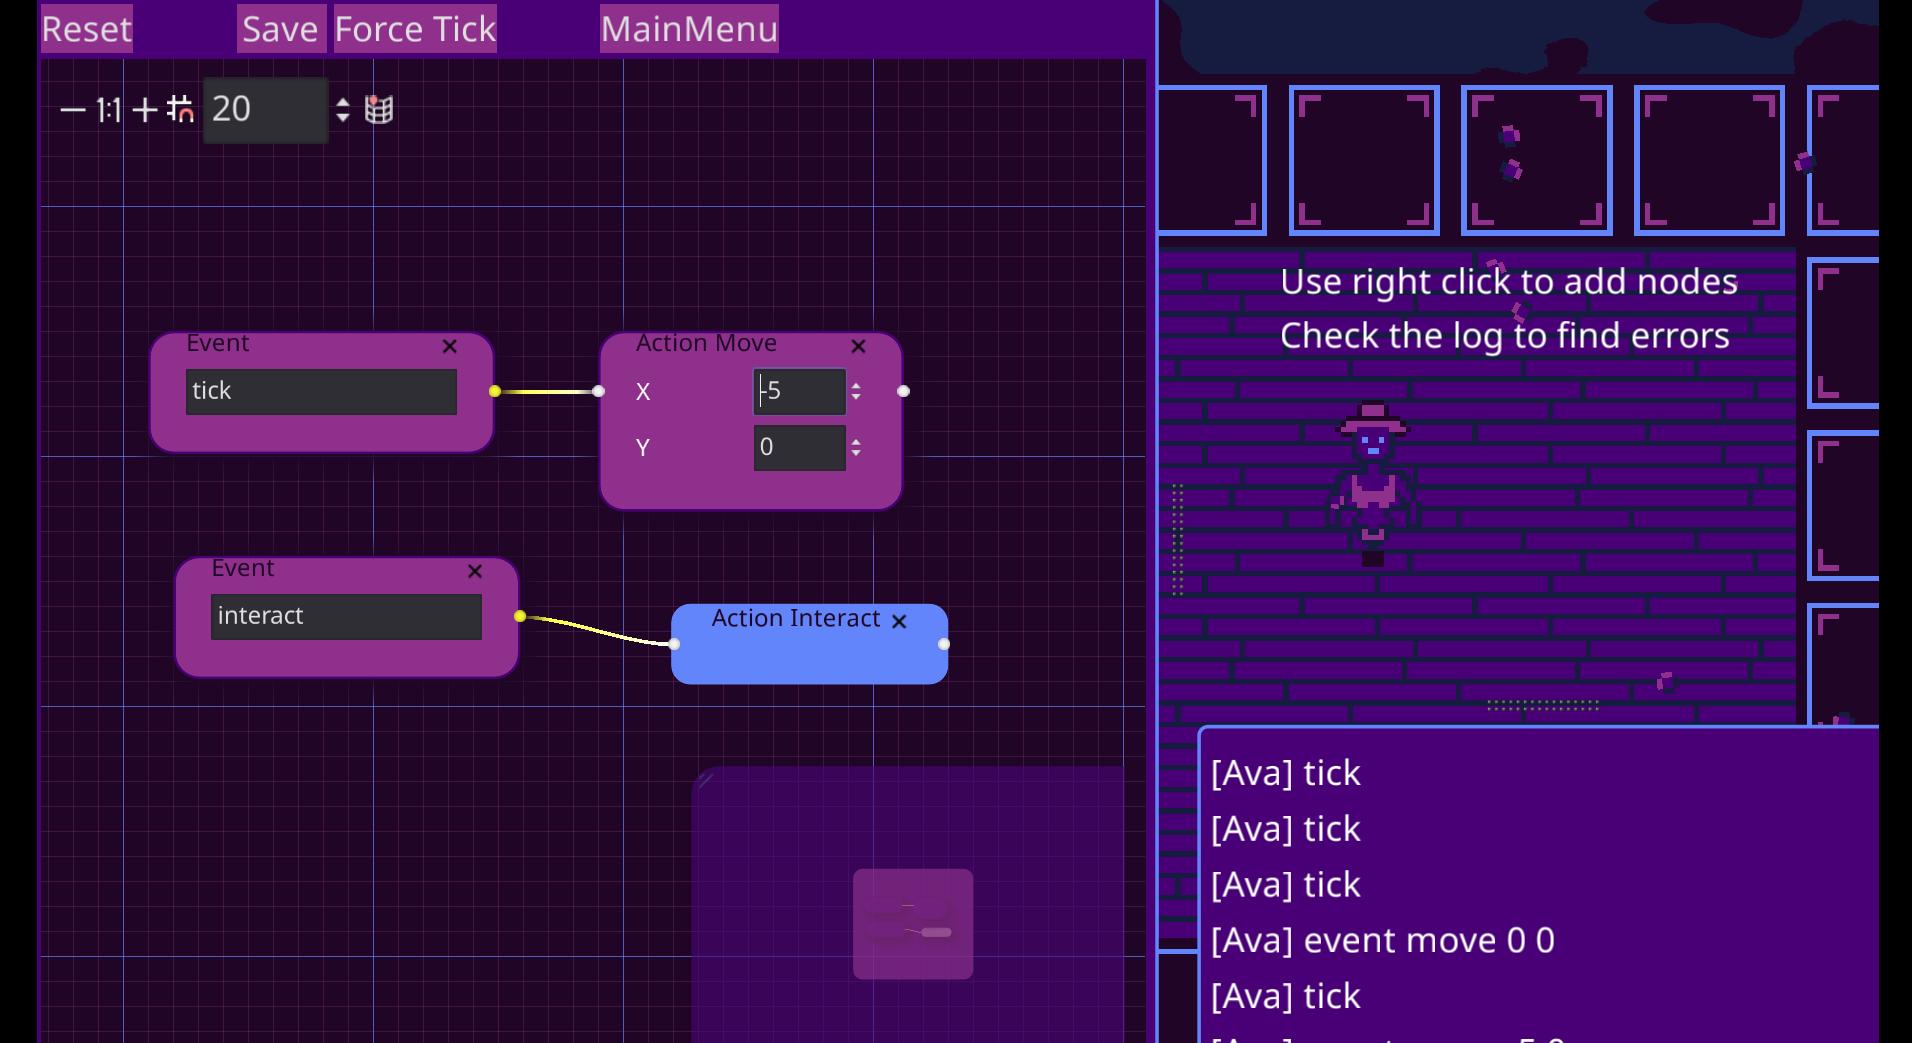 Reset Save Force Tick MainMenu
1:1 20
Event
tick
Action Move
X -5
Y 0
Event
interact
Action Interact
Use right click to add nodes
Check the log to find errors
[Ava] tick
[Ava] tick
[Ava] tick
[Ava] event move 0 0
[Ava] tick